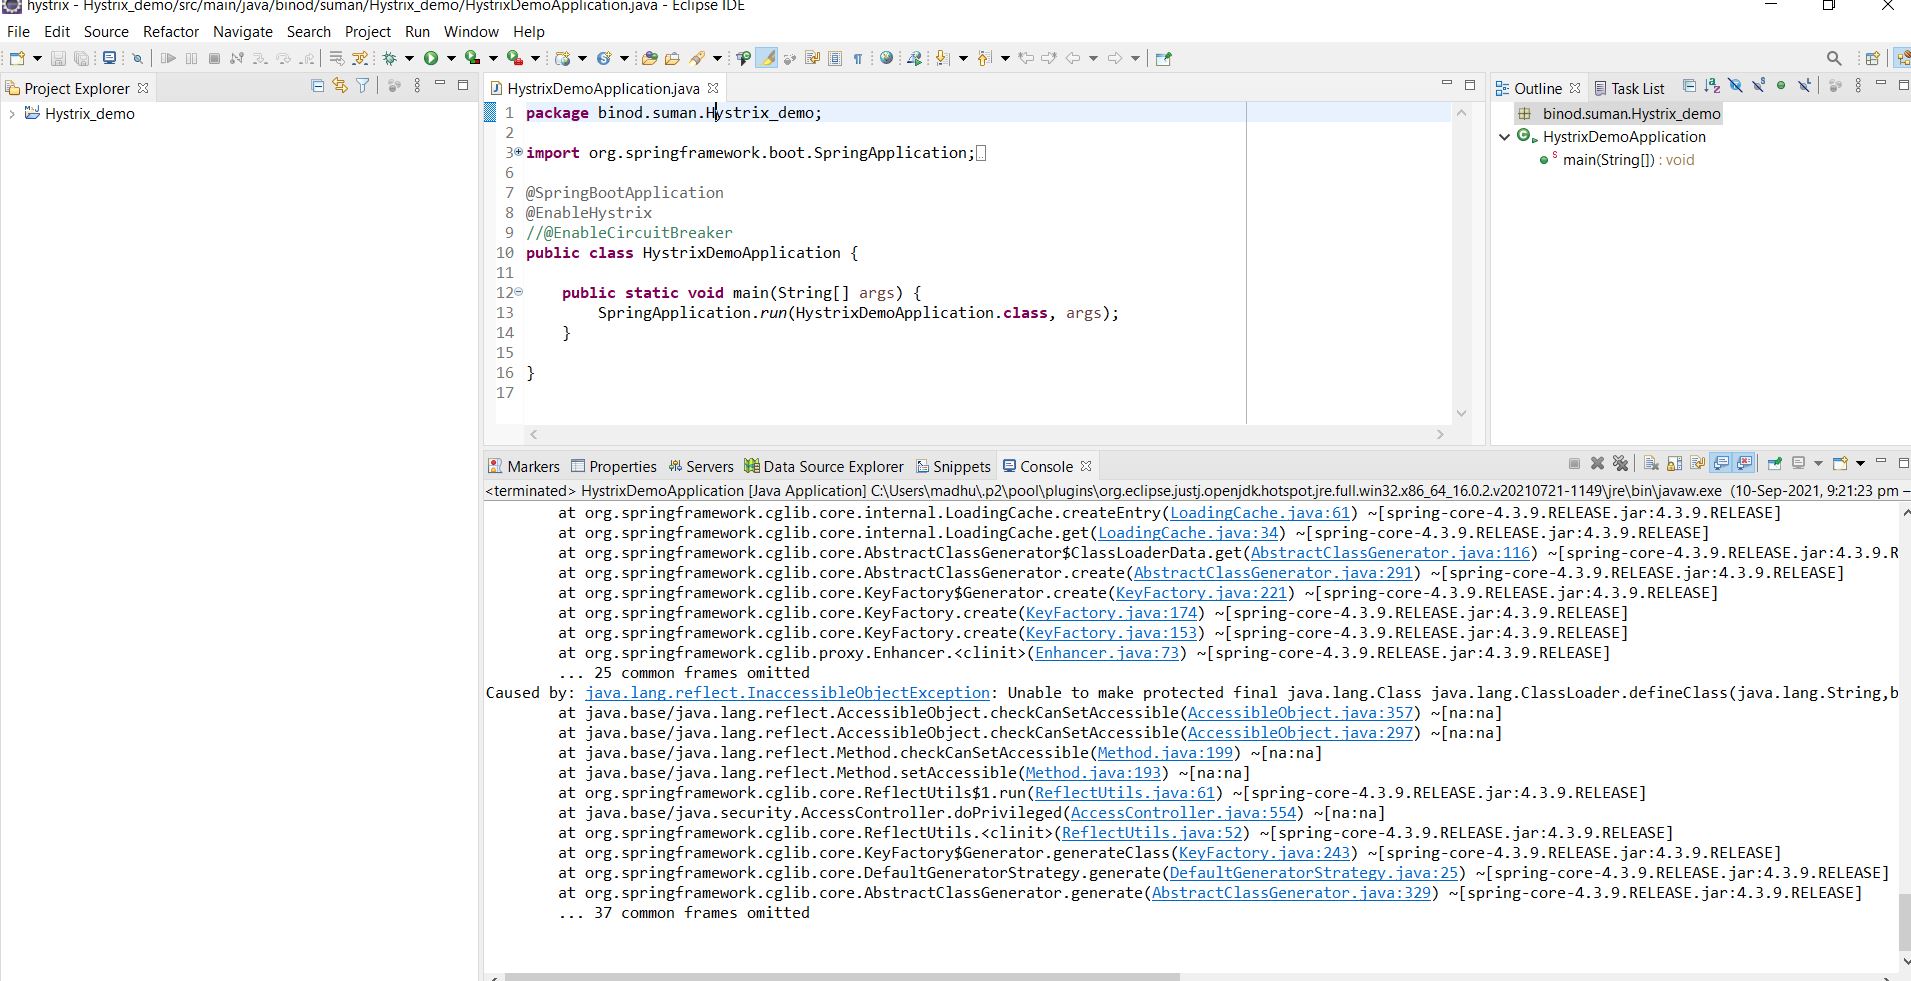 hystrix - Hystrix_demo/src/main/java/binod/suman/Hystrix_demo/HystrixDemoApplication.java - Eclipse IDE
File Edit Source Refactor Navigate Search Project Run Window Help
Project Explorer
Hystrix_demo
HystrixDemoApplication.java
1 package binod.suman.Hystrix_demo;
2
3 import org.springframework.boot.SpringApplication;
6
7 @SpringBootApplication
8 @EnableHystrix
9 //@EnableCircuitBreaker
10 public class HystrixDemoApplication {
11
12 public static void main(String[] args) {
13 SpringApplication.run(HystrixDemoApplication.class, args);
14 }
15
16 }
17
Outline Task List
binod.suman.Hystrix_demo
HystrixDemoApplication
main(String[]) : void
Markers Properties Servers Data Source Explorer Snippets Console
<terminated> HystrixDemoApplication [Java Application] C:\Users\madhu\.p2\pool\plugins\org.eclipse.justj.openjdk.hotspot.jre.full.win32.x86_64_16.0.2.v20210721-1149\jre\bin\javaw.exe (10-Sep-2021, 9:21:23 pm –
at org.springframework.cglib.core.internal.LoadingCache.createEntry(LoadingCache.java:61) ~[spring-core-4.3.9.RELEASE.jar:4.3.9.RELEASE]
at org.springframework.cglib.core.internal.LoadingCache.get(LoadingCache.java:34) ~[spring-core-4.3.9.RELEASE.jar:4.3.9.RELEASE]
at org.springframework.cglib.core.AbstractClassGenerator$ClassLoaderData.get(AbstractClassGenerator.java:116) ~[spring-core-4.3.9.RELEASE.jar:4.3.9.R
at org.springframework.cglib.core.AbstractClassGenerator.create(AbstractClassGenerator.java:291) ~[spring-core-4.3.9.RELEASE.jar:4.3.9.RELEASE]
at org.springframework.cglib.core.KeyFactory$Generator.create(KeyFactory.java:221) ~[spring-core-4.3.9.RELEASE.jar:4.3.9.RELEASE]
at org.springframework.cglib.core.KeyFactory.create(KeyFactory.java:174) ~[spring-core-4.3.9.RELEASE.jar:4.3.9.RELEASE]
at org.springframework.cglib.core.KeyFactory.create(KeyFactory.java:153) ~[spring-core-4.3.9.RELEASE.jar:4.3.9.RELEASE]
at org.springframework.cglib.proxy.Enhancer.<clinit>(Enhancer.java:73) ~[spring-core-4.3.9.RELEASE.jar:4.3.9.RELEASE]
... 25 common frames omitted
Caused by: java.lang.reflect.InaccessibleObjectException: Unable to make protected final java.lang.Class java.lang.ClassLoader.defineClass(java.lang.String,b
at java.base/java.lang.reflect.AccessibleObject.checkCanSetAccessible(AccessibleObject.java:357) ~[na:na]
at java.base/java.lang.reflect.AccessibleObject.checkCanSetAccessible(AccessibleObject.java:297) ~[na:na]
at java.base/java.lang.reflect.Method.checkCanSetAccessible(Method.java:199) ~[na:na]
at java.base/java.lang.reflect.Method.setAccessible(Method.java:193) ~[na:na]
at org.springframework.cglib.core.ReflectUtils$1.run(ReflectUtils.java:61) ~[spring-core-4.3.9.RELEASE.jar:4.3.9.RELEASE]
at java.base/java.security.AccessController.doPrivileged(AccessController.java:554) ~[na:na]
at org.springframework.cglib.core.ReflectUtils.<clinit>(ReflectUtils.java:52) ~[spring-core-4.3.9.RELEASE.jar:4.3.9.RELEASE]
at org.springframework.cglib.core.KeyFactory$Generator.generateClass(KeyFactory.java:243) ~[spring-core-4.3.9.RELEASE.jar:4.3.9.RELEASE]
at org.springframework.cglib.core.DefaultGeneratorStrategy.generate(DefaultGeneratorStrategy.java:25) ~[spring-core-4.3.9.RELEASE.jar:4.3.9.RELEASE]
at org.springframework.cglib.core.AbstractClassGenerator.generate(AbstractClassGenerator.java:329) ~[spring-core-4.3.9.RELEASE.jar:4.3.9.RELEASE]
... 37 common frames omitted